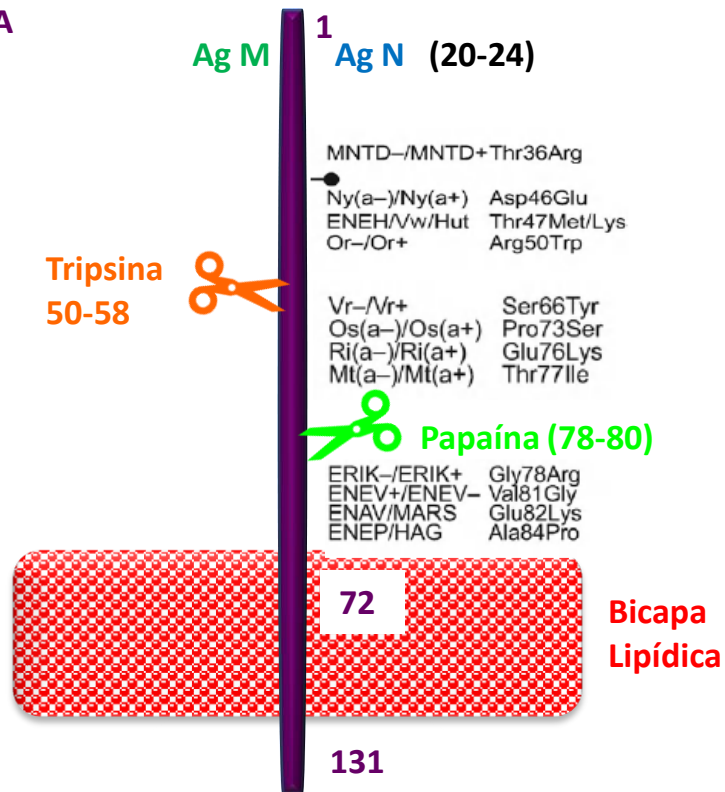 A
1
Ag M Ag N (20-24)
MNTD–/MNTD+Thr36Arg
Ny(a–)/Ny(a+) Asp46Glu
ENEH/Vw/Hut Thr47Met/Lys
Or–/Or+ Arg50Trp
Tripsina
50-58
Vr–/Vr+ Ser66Tyr
Os(a–)/Os(a+) Pro73Ser
Ri(a–)/Ri(a+) Glu76Lys
Mt(a–)/Mt(a+) Thr77Ile
Papaína (78-80)
ERIK–/ERIK+ Gly78Arg
ENEV+/ENEV– Val81Gly
ENAV/MARS Glu82Lys
ENEP/HAG Ala84Pro
72
Bicapa
Lipídica
131